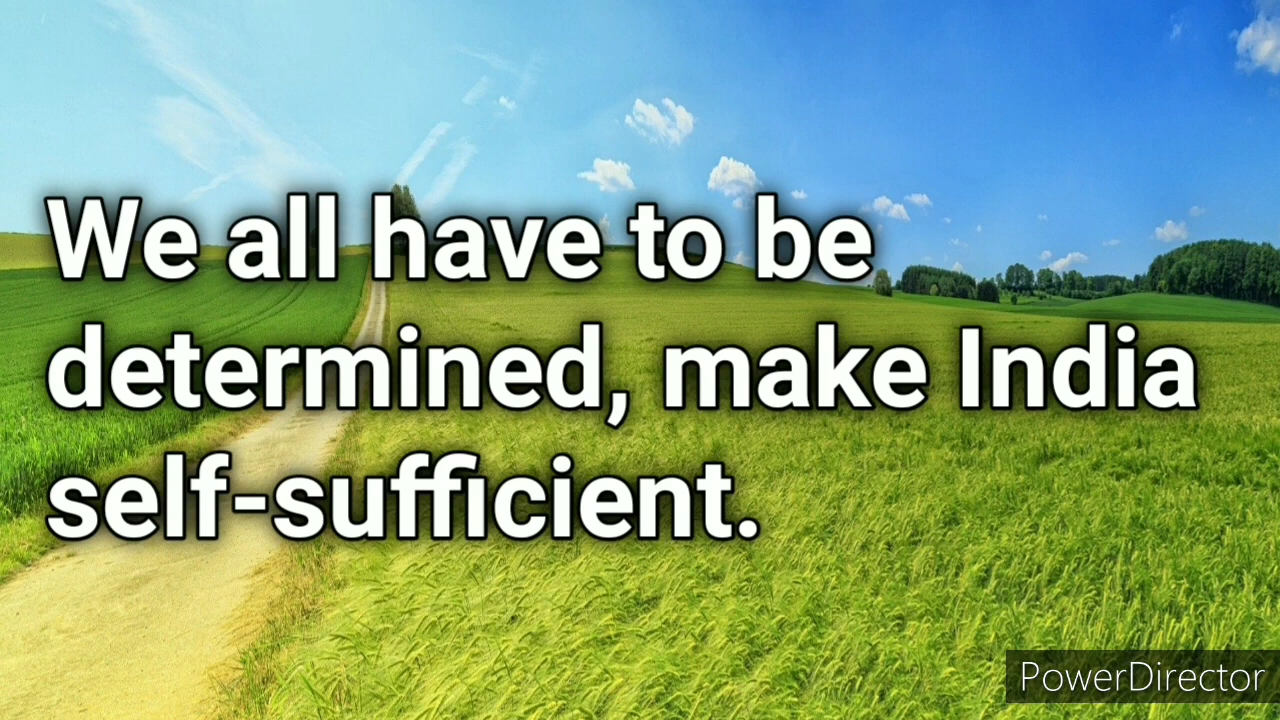 We all have to be
determined, make India
self-sufficient.
PowerDirector